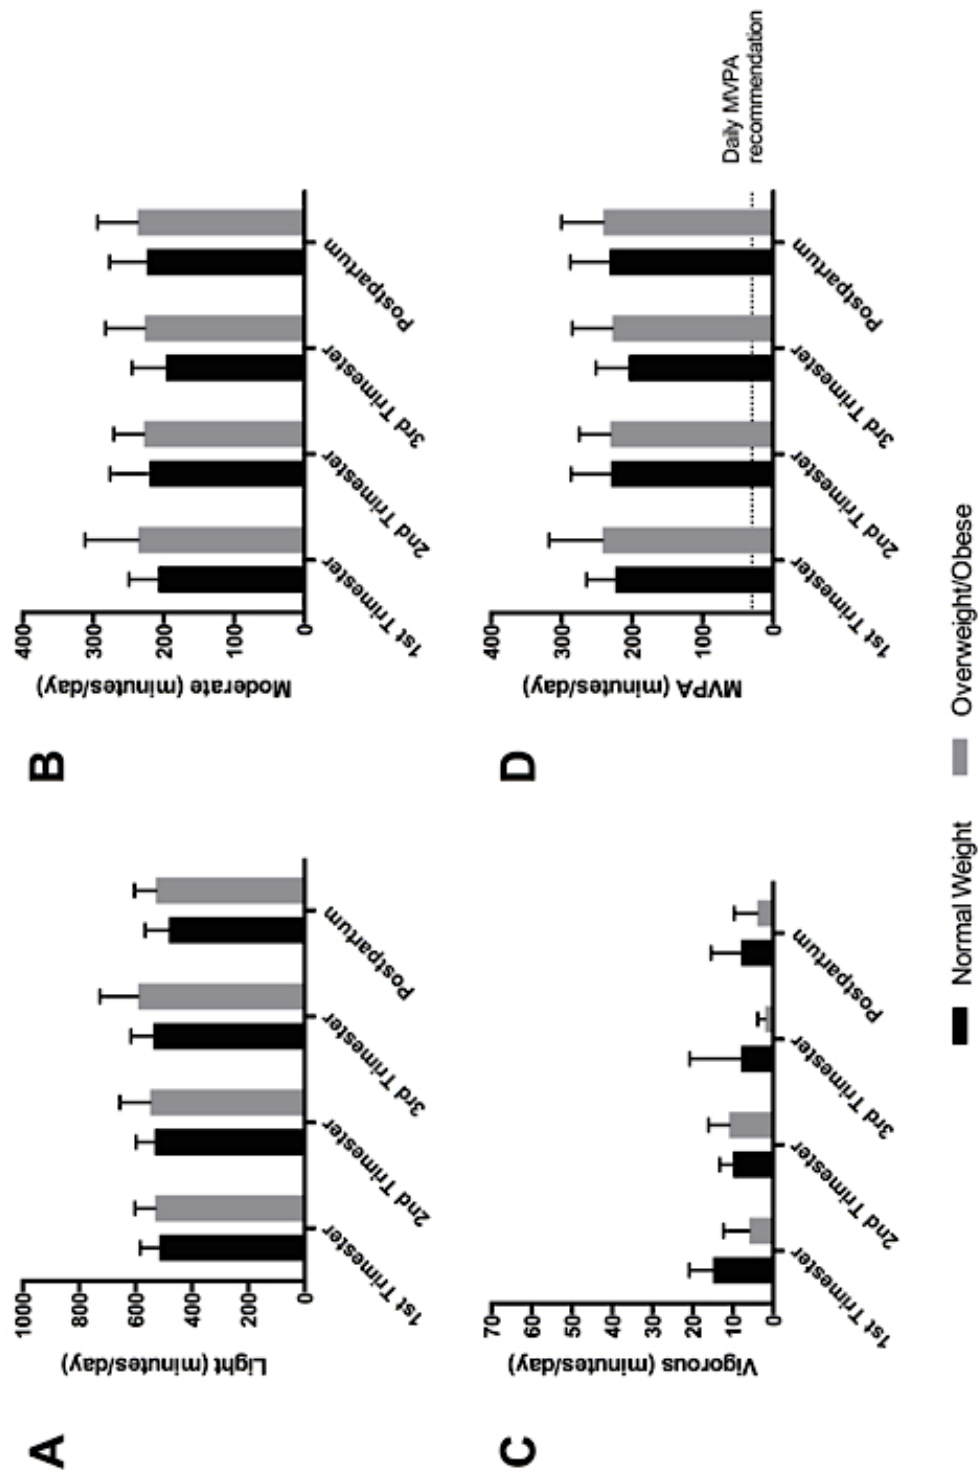 A
Light (minutes/day)
1000
800
600
400
200
0
1st Trimester
2nd Trimester
3rd Trimester
Postpartum
B
Moderate (minutes/day)
400
300
200
100
0
1st Trimester
2nd Trimester
3rd Trimester
Postpartum
C
Vigorous (minutes/day)
70
60
50
40
30
20
10
0
1st Trimester
2nd Trimester
3rd Trimester
Postpartum
D
MVPA (minutes/day)
400
300
200
100
0
1st Trimester
2nd Trimester
3rd Trimester
Postpartum
Daily MVPA
recommendation
Normal Weight
Overweight/Obese